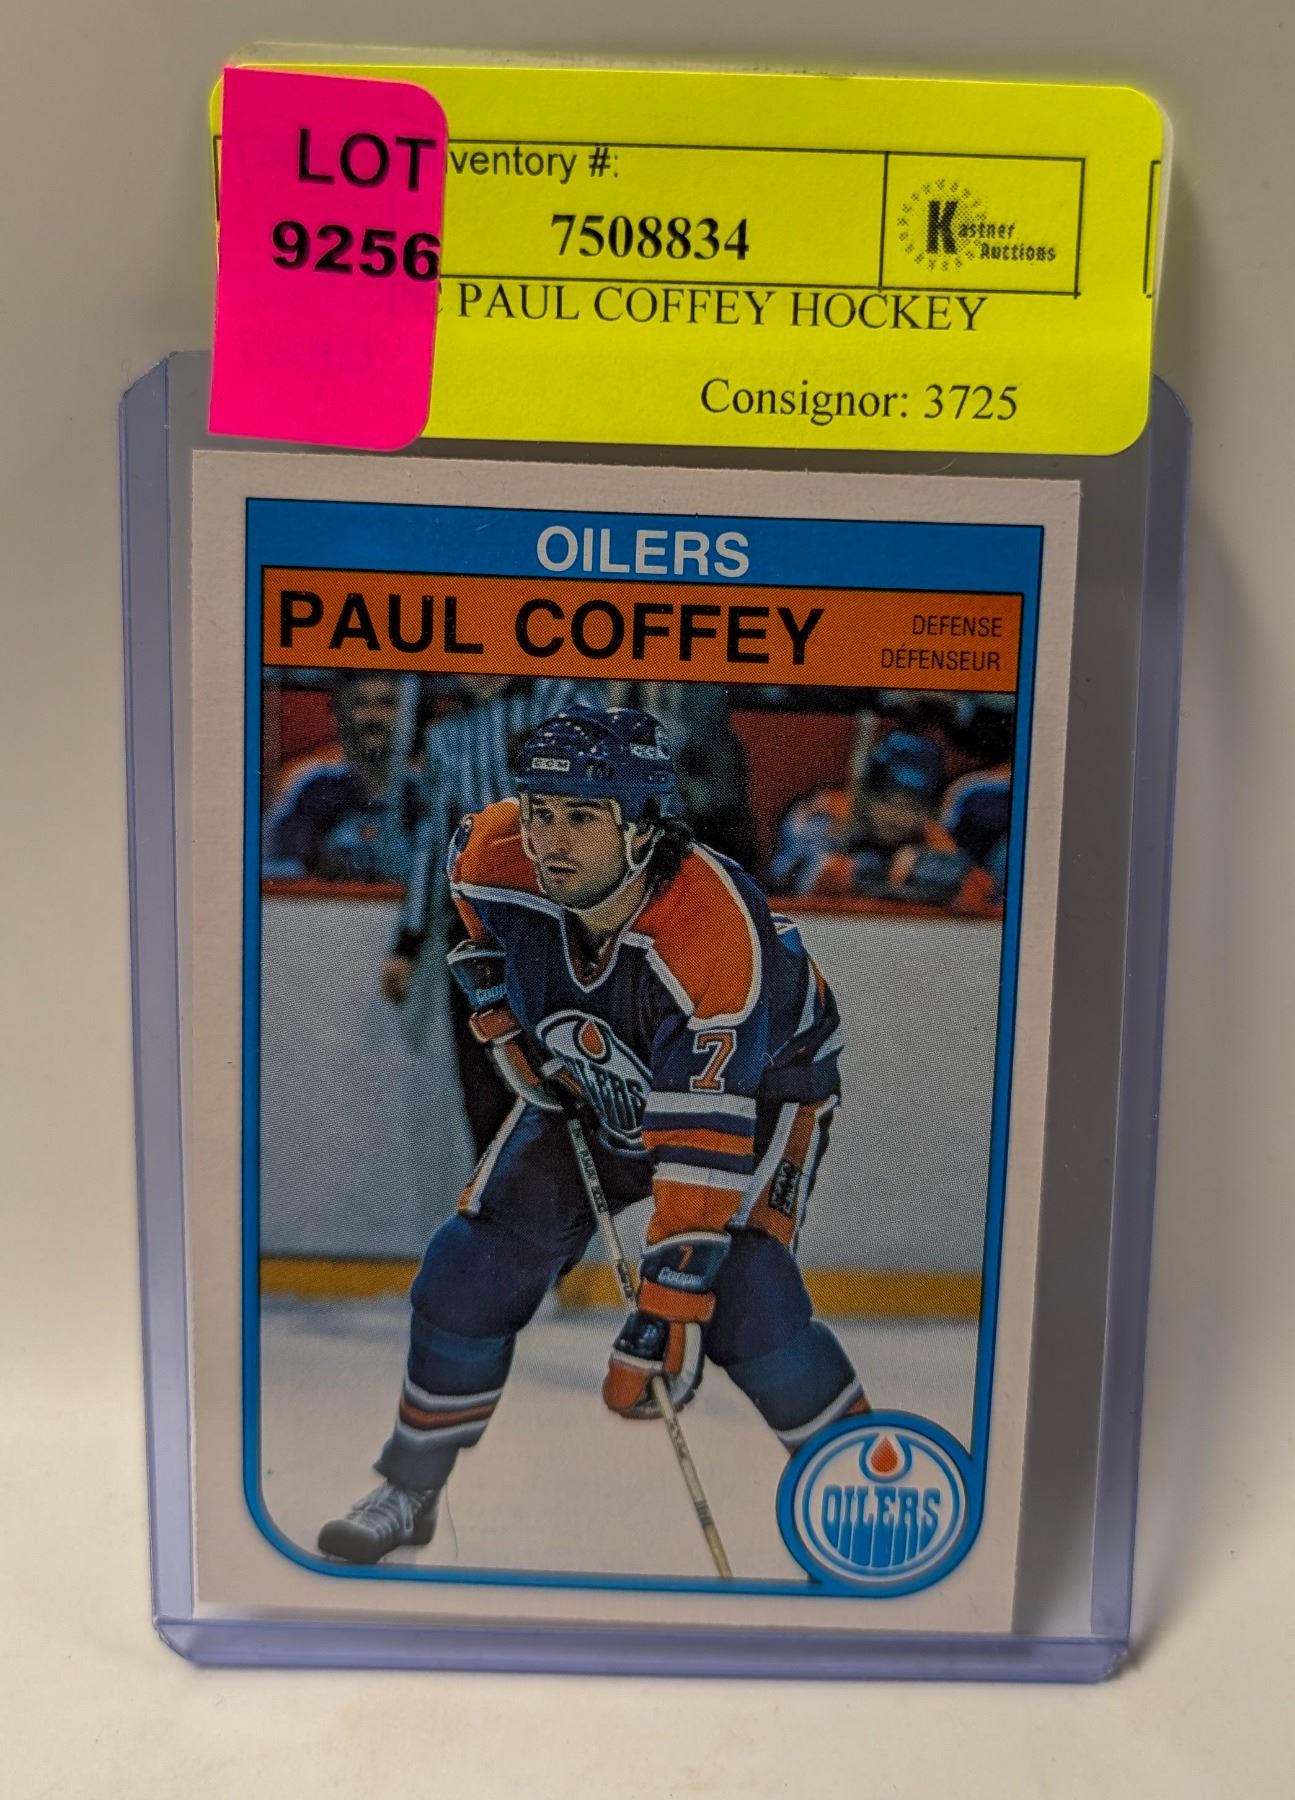 LOT
9256
ventory #:
7508834
Kastner
Auctions
C PAUL COFFEY HOCKEY
Consignor: 3725
OILERS
PAUL COFFEY
DEFENSE
DÉFENSEUR
CCM
7
OILERS
7
Cooper
OILERS